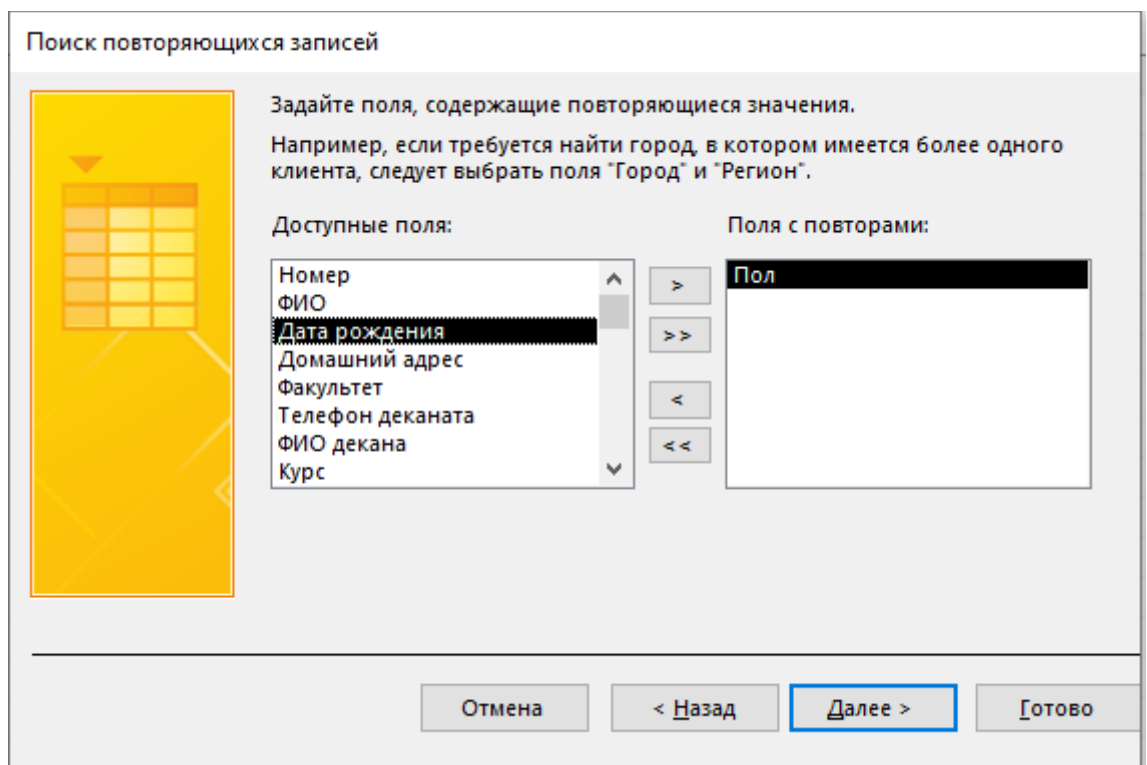 Поиск повторяющихся записей
Задайте поля, содержащие повторяющиеся значения.
Например, если требуется найти город, в котором имеется более одного
клиента, следует выбрать поля "Город" и "Регион".
Доступные поля:
Номер
ФИО
Дата рождения
Домашний адрес
Факультет
Телефон деканата
ФИО декана
Курс
>
>>
<
<<
Поля с повторами:
Пол
Отмена
< Назад
Далее >
Готово